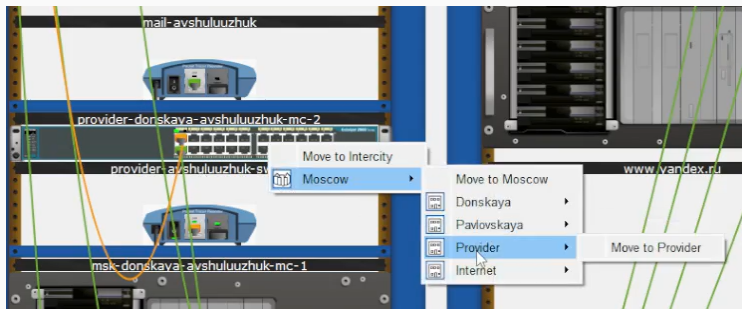 mail-avshuluuzhuk
provider-donskaya-avshuluuzhuk-mc-2
provider-avshuluuzhuk-sw
Move to Intercity
Moscow
Move to Moscow
Donskaya
Pavlovskaya
Provider
Move to Provider
Internet
www.yandex.ru
msk-donskaya-avshuluuzhuk-mc-1